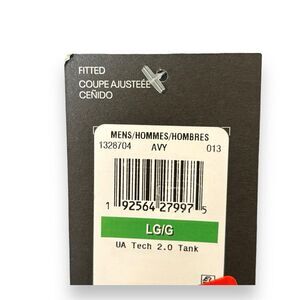 FITTED
COUPE AJUSTÉE
CEÑIDO
MENS/HOMMES/HOMBRES
1328704 AVY 013
1 92564 27997 5
LG/G
UA Tech 2.0 Tank